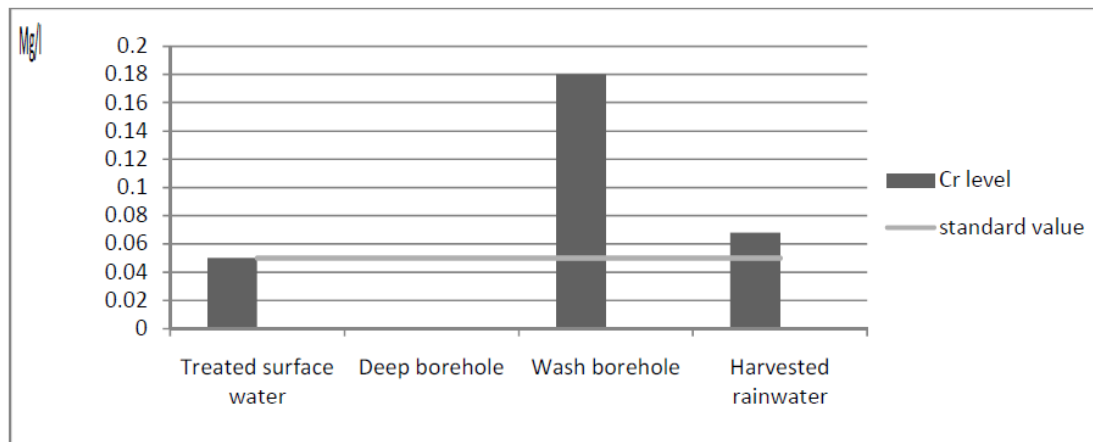 Mg/l
0.2
0.18
0.16
0.14
0.12
0.1
0.08
0.06
0.04
0.02
0
Treated surface
water
Deep borehole
Wash borehole
Harvested
rainwater
Cr level
standard value